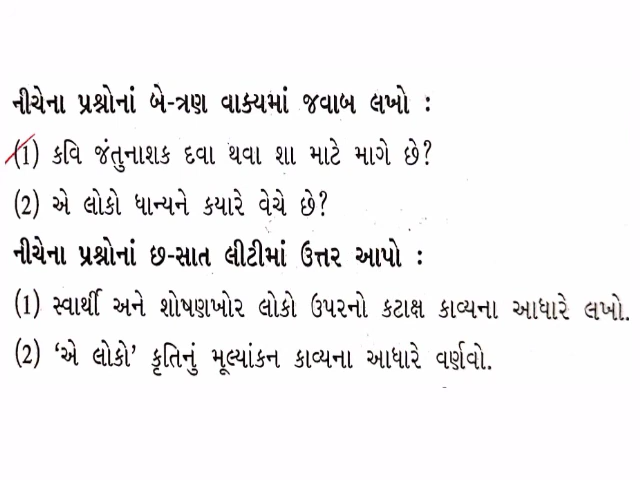 નીચેના પ્રશ્નોનાં બે-ત્રણ વાક્યમાં જવાબ લખો :
(1) કવિ જંતુનાશક દવા થવા શા માટે માગે છે?
(2) એ લોકો ધાન્યને કયારે વેચે છે?
નીચેના પ્રશ્નોનાં છ-સાત લીટીમાં ઉત્તર આપો :
(1) સ્વાર્થી અને શોષણખોર લોકો ઉપરનો કટાક્ષ કાવ્યના આધારે લખો.
(2) ‘એ લોકો’ કૃતિનું મૂલ્યાંકન કાવ્યના આધારે વર્ણવો.